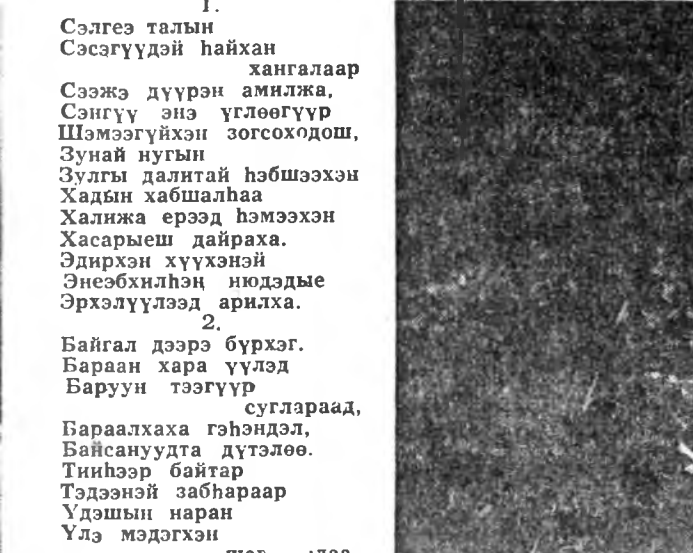 1.
Сэлгеэ талын
Сэсэгүүдэй һайхан
хангалаар
Сээжэ дүүрэн амилжа,
Сэнгүү энэ үглөөгүүр
Шэмээгүйхэн зогсоходош,
Зунай нугын
Зулгы далитай һэбшээхэн
Хадын хабшалһаа
Халижа ерээд һэмээхэн
Хасарыеш дайраха.
Эдирхэн хүүхэнэй
Энеэбхилһэн нюдэдые
Эрхэлүүлээд арилха.
2.
Байгал дээрэ бүрхэг.
Бараан хара үүлэд
Баруун тээгүүр
суглараад,
Бараалхаха гэһэндэл,
Байсануудта дүтэлөө.
Тииһээр байтар
Тэдээнэй забһараар
Үдэшын наран
Үлэ мэдэгхэн